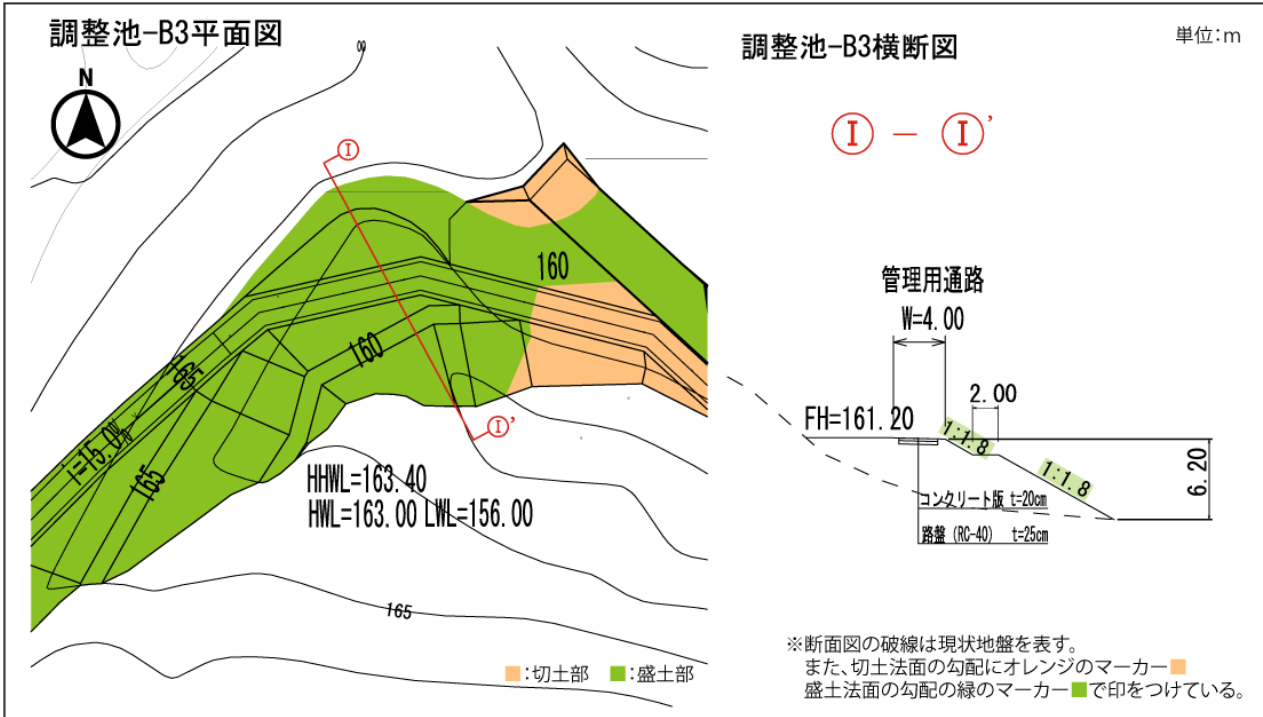 調整池-B3平面図
N
00
Ⅰ
160
160
165
i=15.0%
165
Ⅰ'
HHWL=163.40
HWL=163.00 LWL=156.00
165
■:切土部 ■:盛土部
調整池-B3横断図
単位:m
Ⅰ － Ⅰ'
管理用通路
W=4.00
2.00
FH=161.20
1:1.8
1:1.8
6.20
コンクリート版 t=20cm
路盤 (RC-40) t=25cm
※断面図の破線は現状地盤を表す。
また、切土法面の勾配にオレンジのマーカー■
盛土法面の勾配の緑のマーカー■で印をつけている。